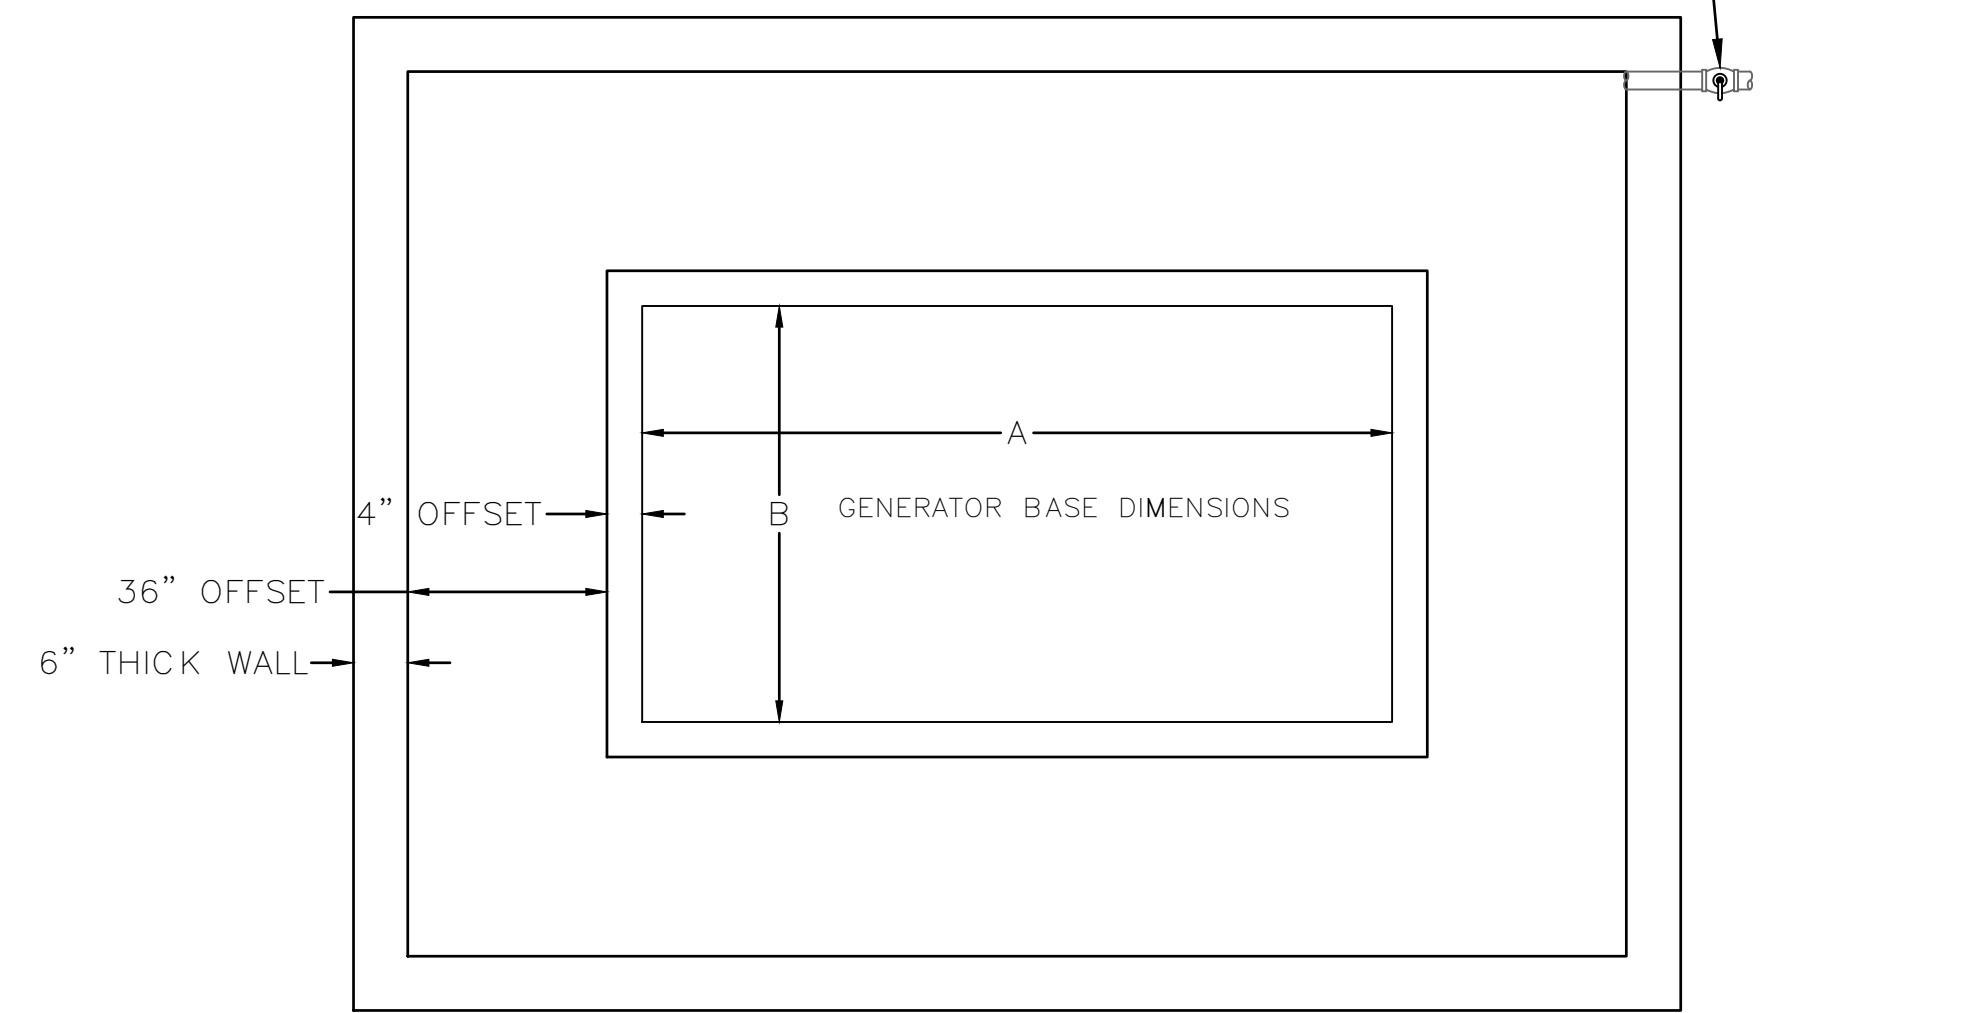 A
4” OFFSET
B
GENERATOR BASE DIMENSIONS
36” OFFSET
6” THICK WALL